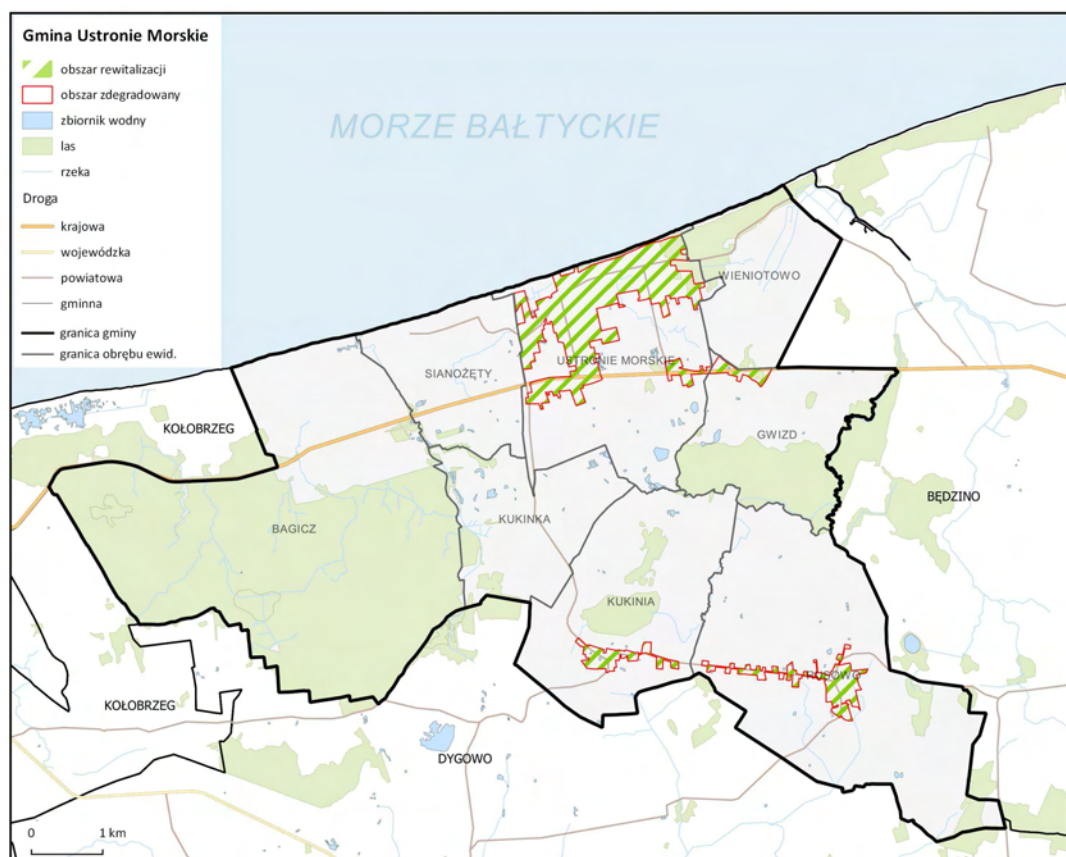 Gmina Ustronie Morskie
obszar rewitalizacji
obszar zdegradowany
zbiornik wodny
las
rzeka
Droga
krajowa
wojewódzka
powiatowa
gminna
granica gminy
granica obrębu ewid.
MORZE BAŁTYCKIE
WIENIOTOWO
USTRONIE MORSKIE
SIANOŻĘTY
KOŁOBRZEG
GWIZD
BĘDZINO
KUKINKA
BAGICZ
KUKINIA
RUSOWO
KOŁOBRZEG
DYGOWO
0 1 km